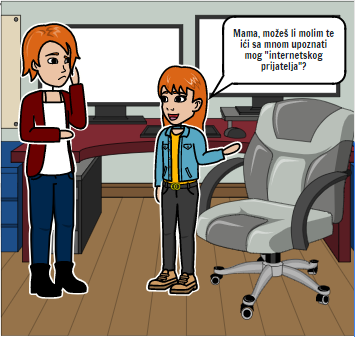 Mama, možeš li molim te
ići sa mnom upoznati
mog "internetskog
prijatelja"?